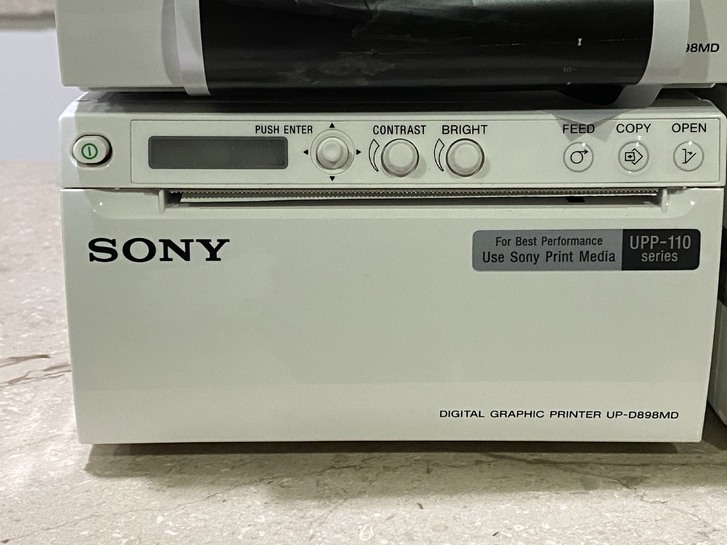 98MD
PUSH ENTER
CONTRAST
BRIGHT
FEED
COPY
OPEN
SONY
For Best Performance
Use Sony Print Media
UPP-110
series
DIGITAL GRAPHIC PRINTER UP-D898MD